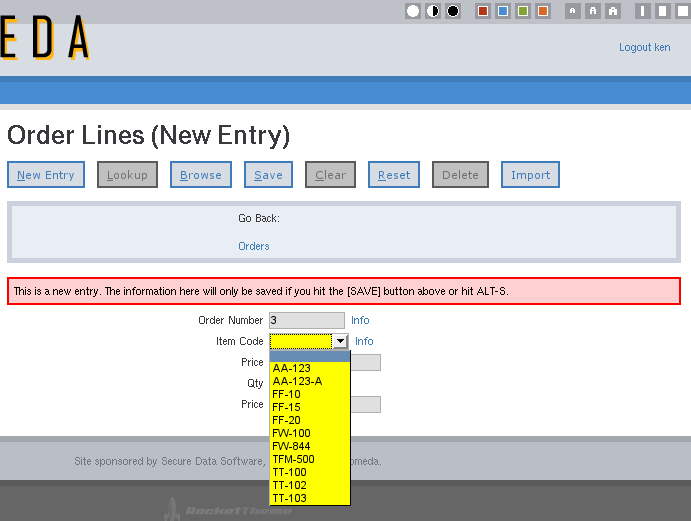 EDA
A A A
Logout ken
Order Lines (New Entry)
New Entry Lookup Browse Save Clear Reset Delete Import
Go Back:
Orders
This is a new entry. The information here will only be saved if you hit the [SAVE] button above or hit ALT-S.
Order Number 3 Info
Item Code Info
Price
Qty
Price
AA-123
AA-123-A
FF-10
FF-15
FF-20
FW-100
FW-844
TFM-500
TT-100
TT-102
TT-103
Site sponsored by Secure Data Software,
RocketTheme